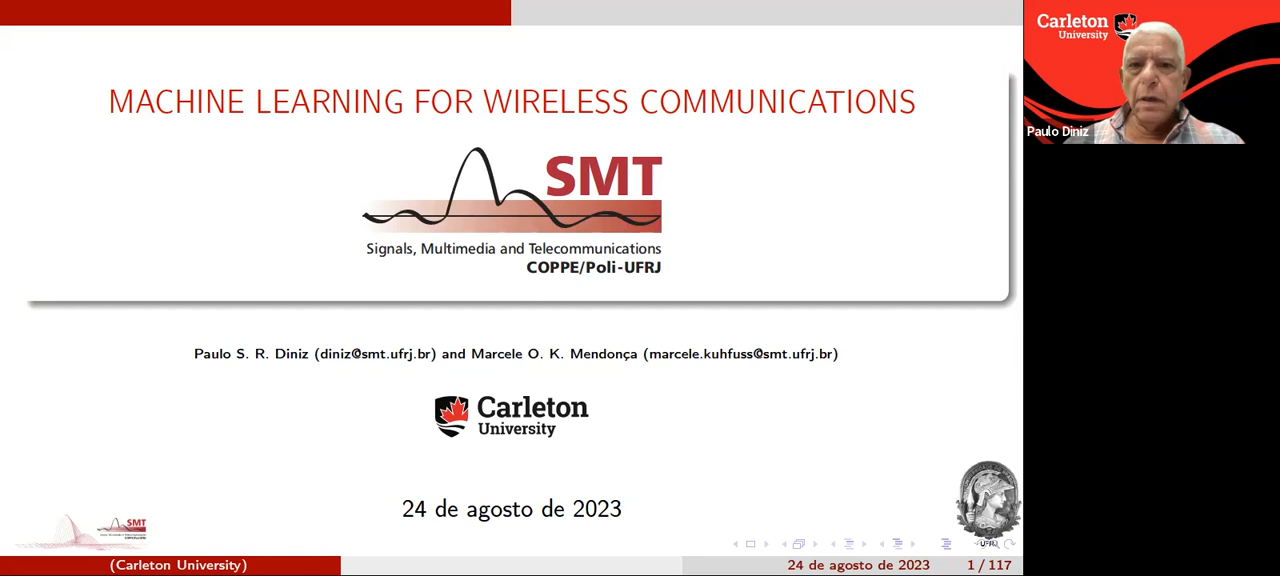 MACHINE LEARNING FOR WIRELESS COMMUNICATIONS
SMT
Signals, Multimedia and Telecommunications
COPPE/Poli-UFRJ
Paulo S. R. Diniz (diniz@smt.ufrj.br) and Marcele O. K. Mendonça (marcele.kuhfuss@smt.ufrj.br)
Carleton
University
24 de agosto de 2023
SMT
UFRJ
(Carleton University)
24 de agosto de 2023
1 / 117
Carleton
University
Paulo Diniz